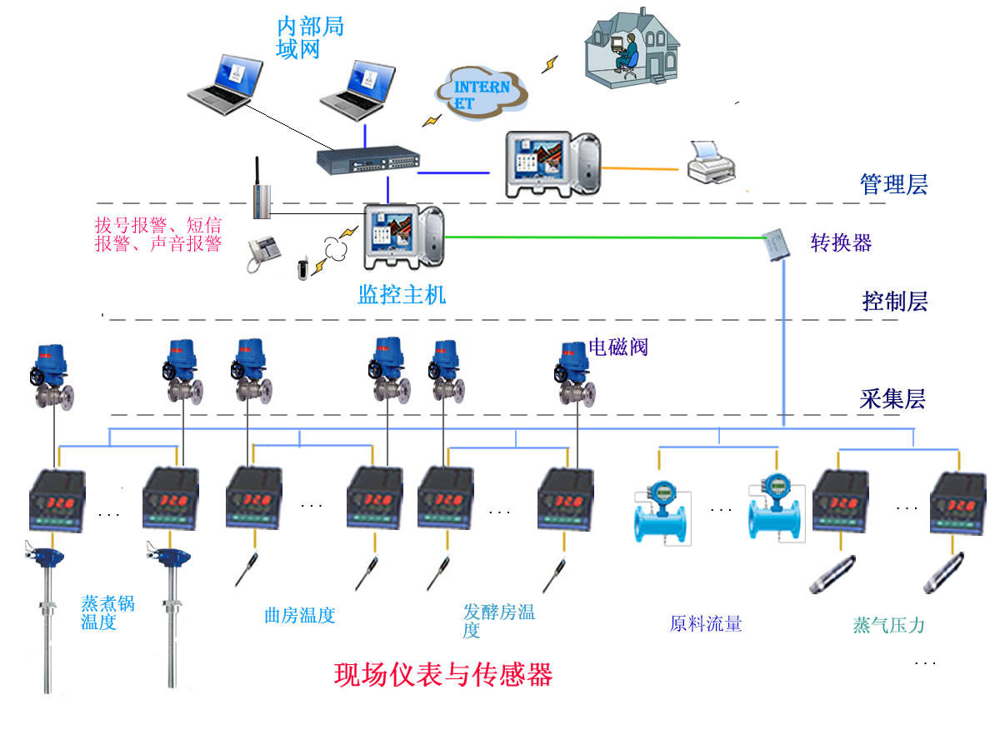 内部局
域网
INTERN
ET
管理层
拔号报警、短信
报警、声音报警
转换器
监控主机
控制层
电磁阀
采集层
...
...
...
...
...
蒸煮锅
温度
曲房温度
发酵房温
度
原料流量
蒸气压力
...
现场仪表与传感器